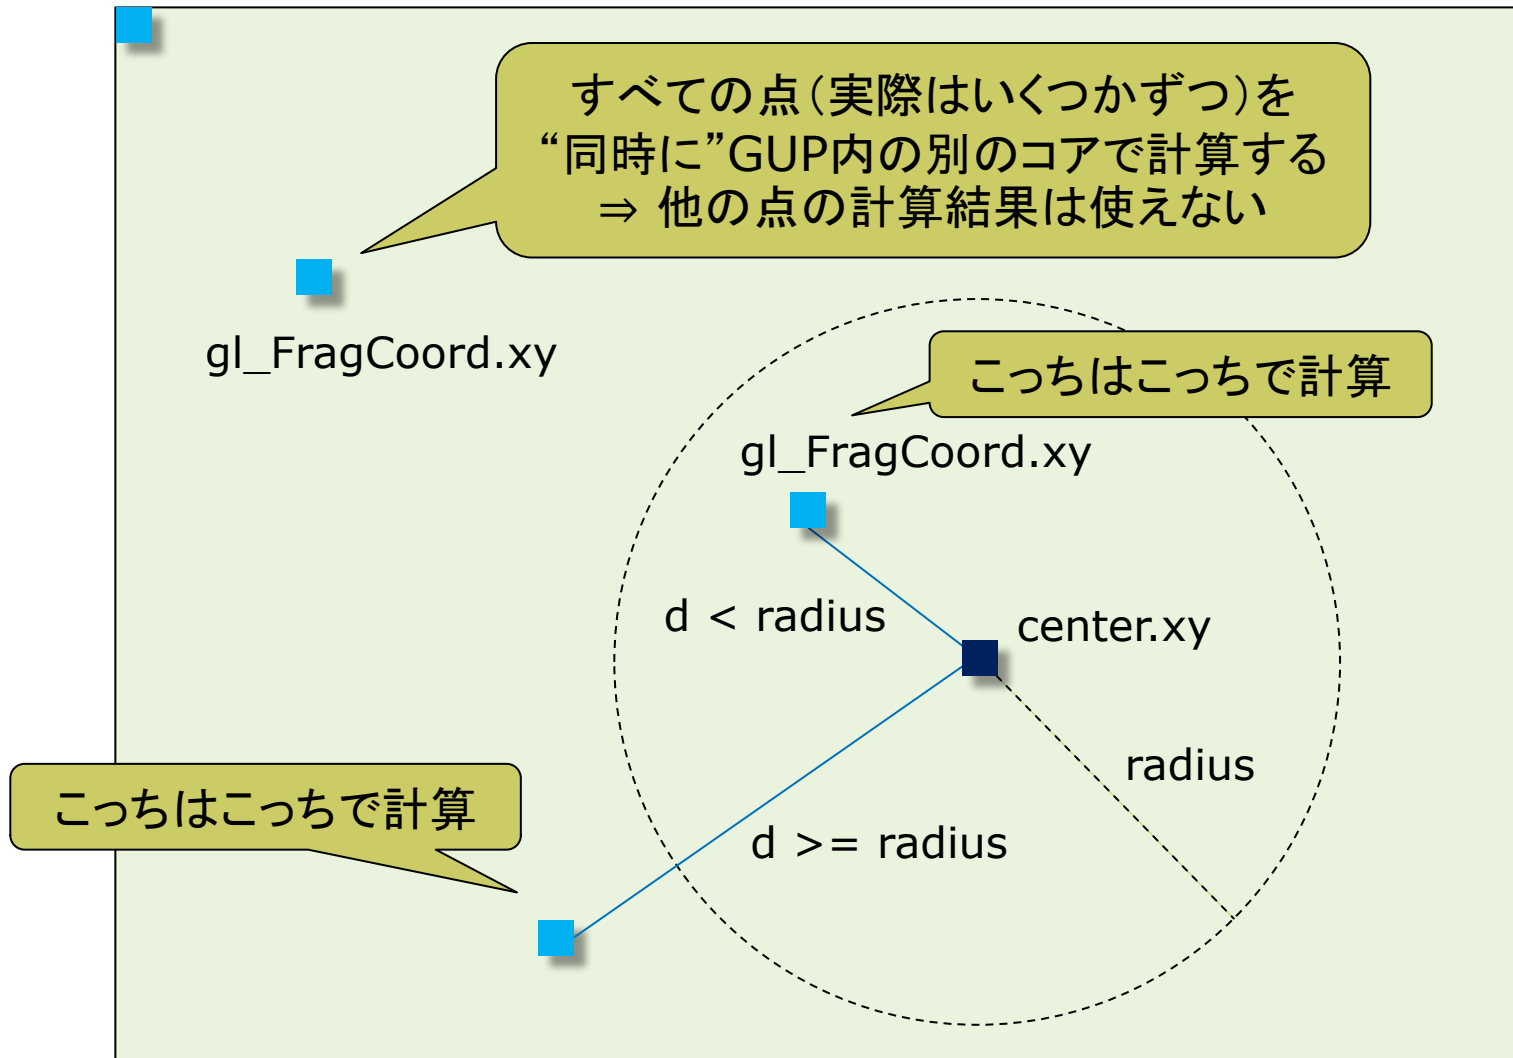 すべての点（実際はいくつかずつ）を
“同時に”GUP内の別のコアで計算する
⇒ 他の点の計算結果は使えない
gl_FragCoord.xy
こっちはこっちで計算
gl_FragCoord.xy
d < radius
center.xy
radius
こっちはこっちで計算
d >= radius